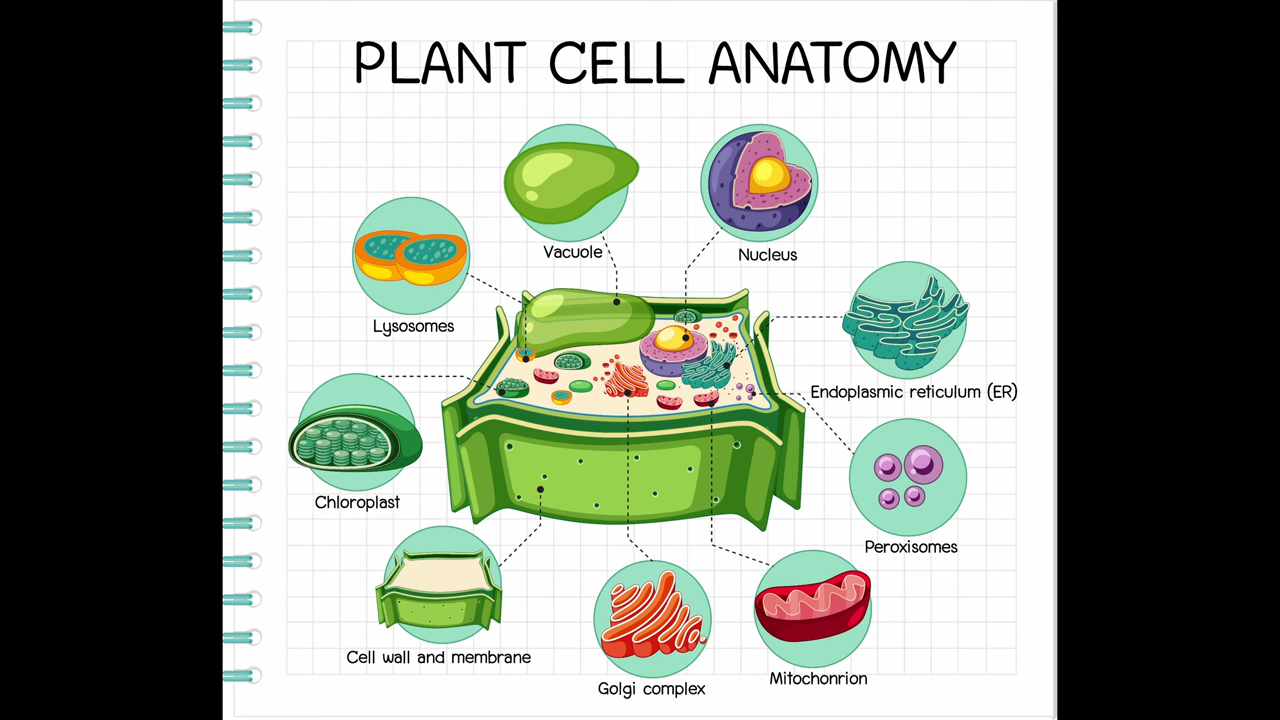 PLANT CELL ANATOMY
Vacuole
Nucleus
Lysosomes
Endoplasmic reticulum (ER)
Chloroplast
Peroxisomes
Cell wall and membrane
Golgi complex
Mitochonrion